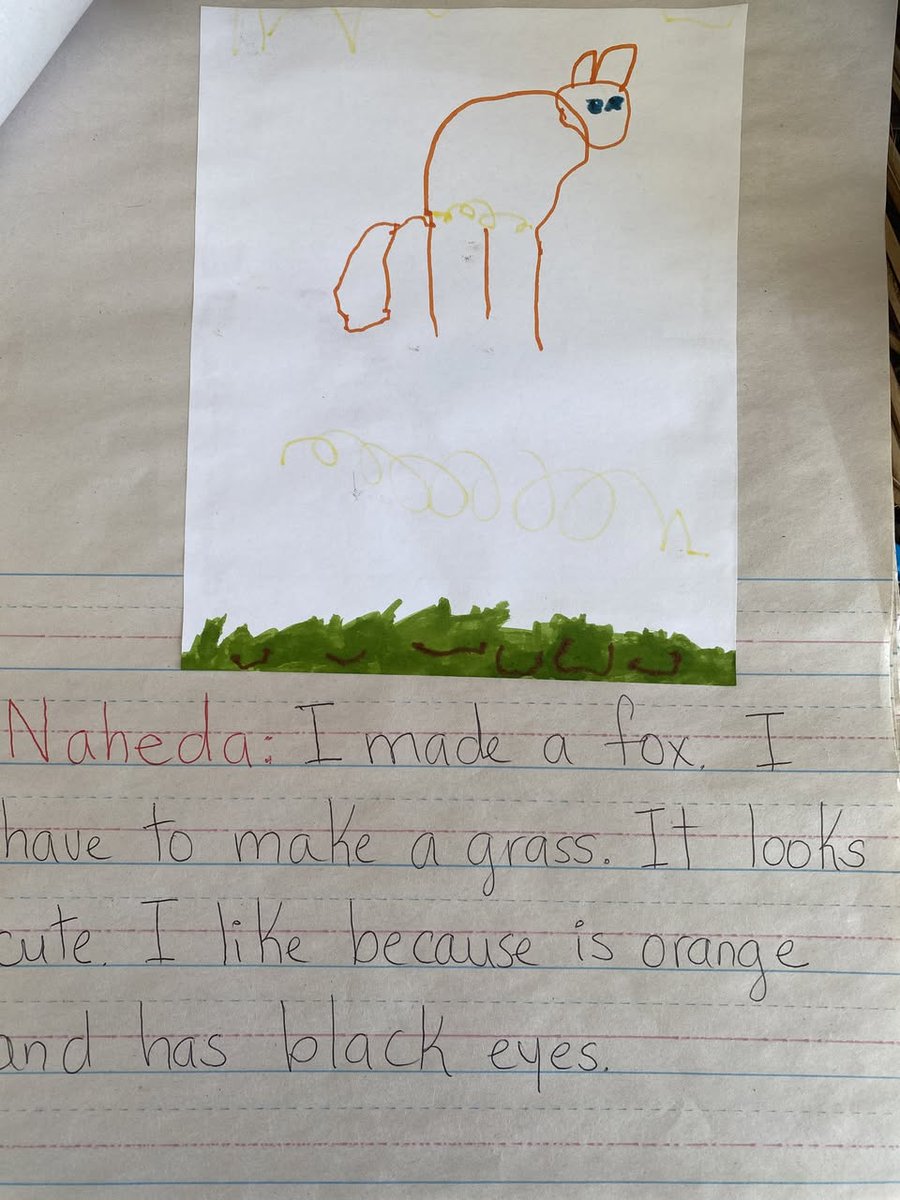 Naheda: I made a fox. I
have to make a grass. It looks
cute. I like because is orange
and has black eyes.